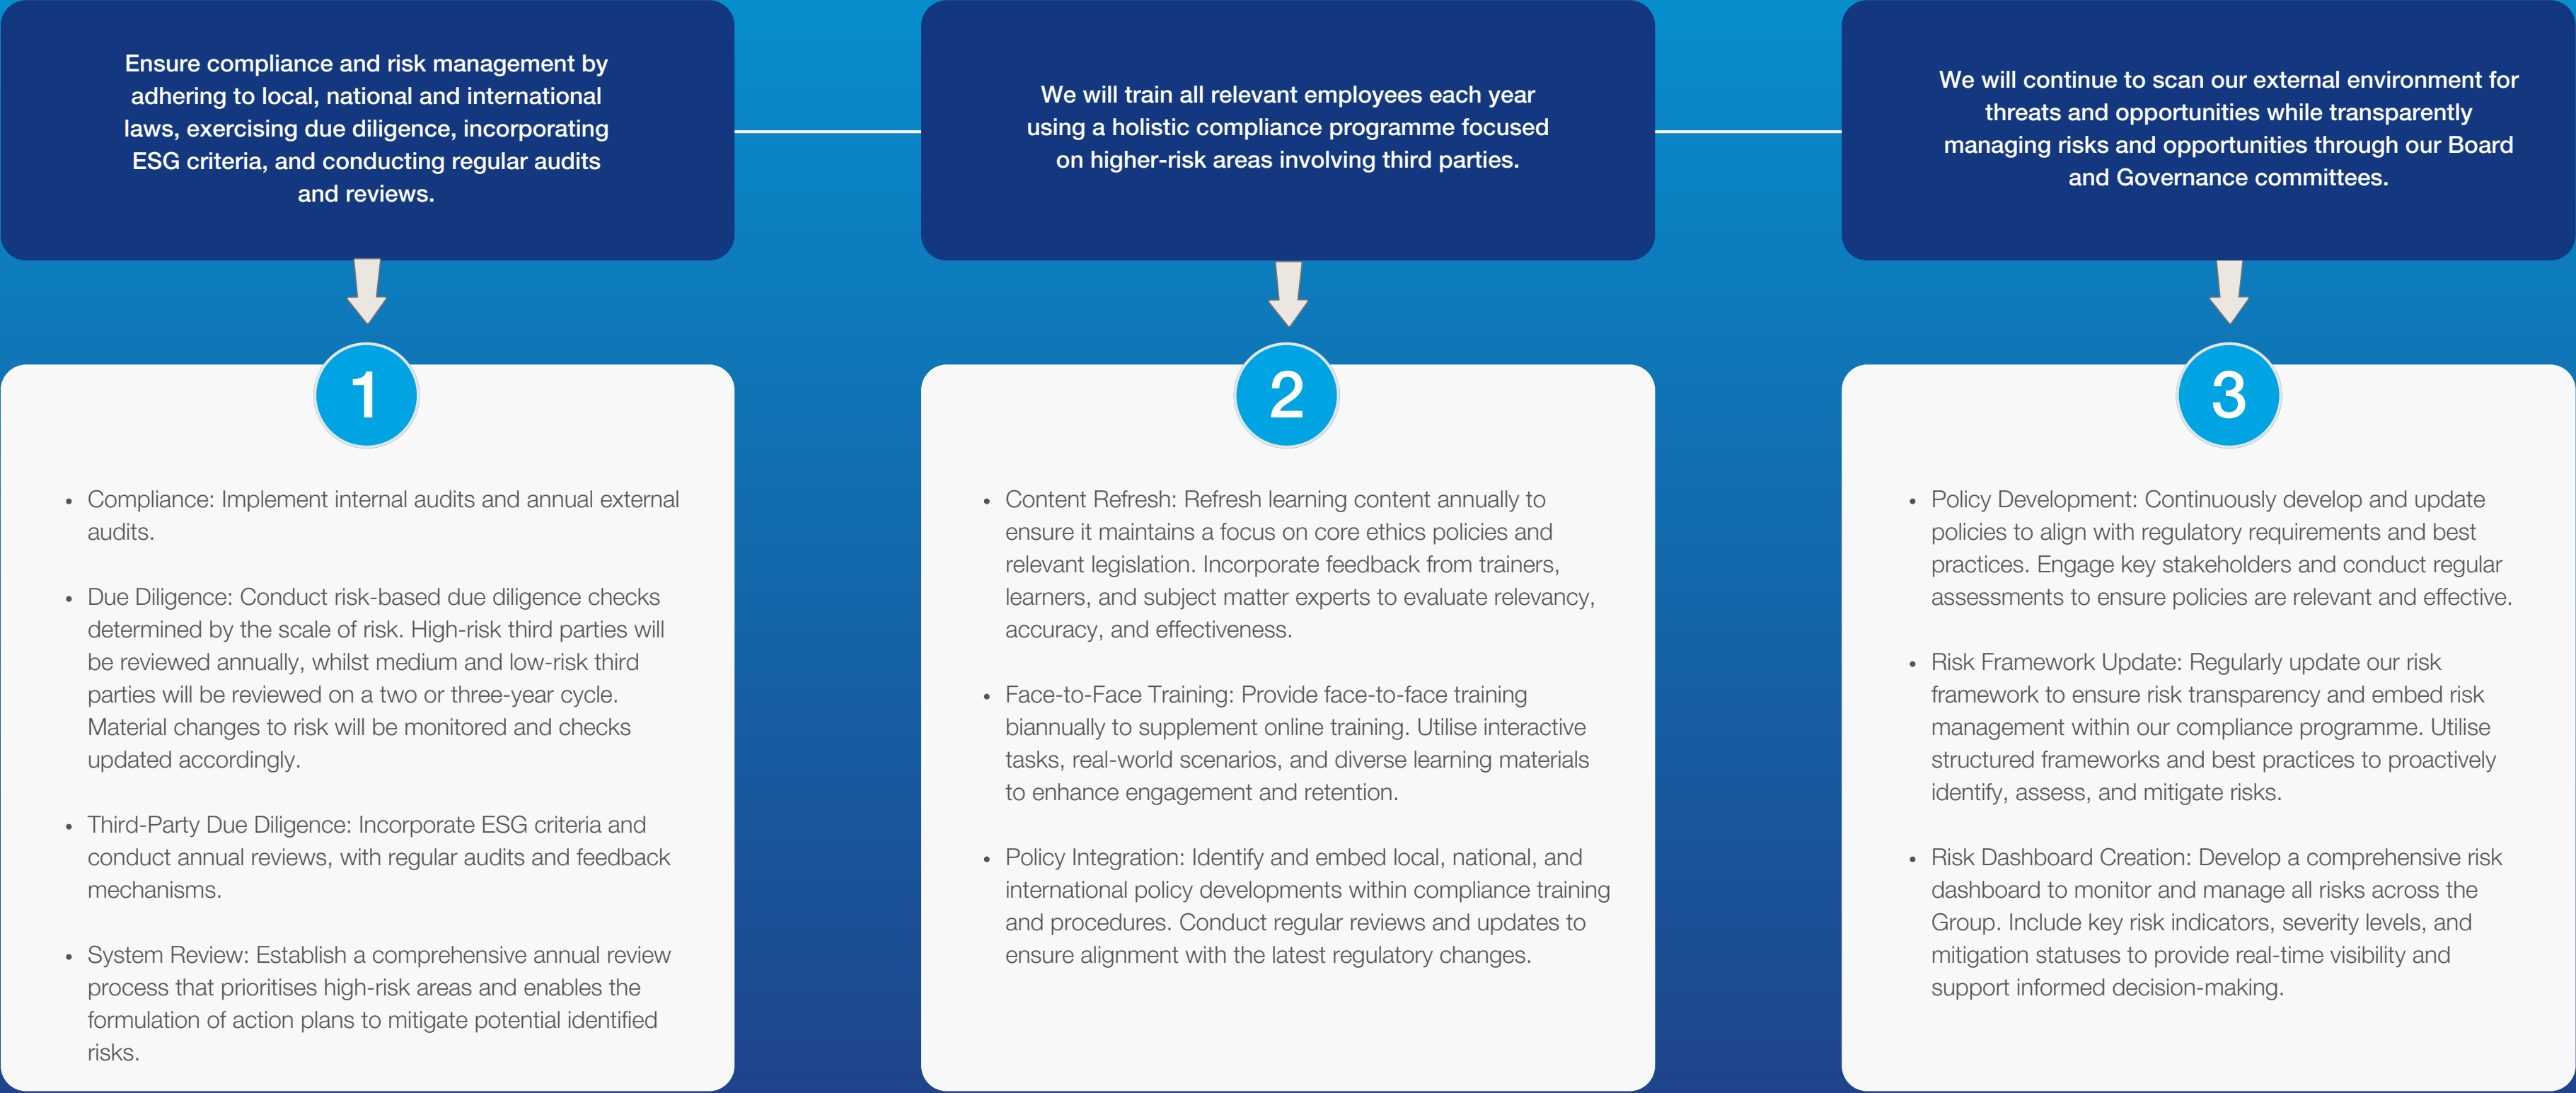 Ensure compliance and risk management by
adhering to local, national and international
laws, exercising due diligence, incorporating
ESG criteria, and conducting regular audits
and reviews.
1
• Compliance: Implement internal audits and annual external
audits.
• Due Diligence: Conduct risk-based due diligence checks
determined by the scale of risk. High-risk third parties will
be reviewed annually, whilst medium and low-risk third
parties will be reviewed on a two or three-year cycle.
Material changes to risk will be monitored and checks
updated accordingly.
• Third-Party Due Diligence: Incorporate ESG criteria and
conduct annual reviews, with regular audits and feedback
mechanisms.
• System Review: Establish a comprehensive annual review
process that prioritises high-risk areas and enables the
formulation of action plans to mitigate potential identified
risks.
We will train all relevant employees each year
using a holistic compliance programme focused
on higher-risk areas involving third parties.
2
• Content Refresh: Refresh learning content annually to
ensure it maintains a focus on core ethics policies and
relevant legislation. Incorporate feedback from trainers,
learners, and subject matter experts to evaluate relevancy,
accuracy, and effectiveness.
• Face-to-Face Training: Provide face-to-face training
biannually to supplement online training. Utilise interactive
tasks, real-world scenarios, and diverse learning materials
to enhance engagement and retention.
• Policy Integration: Identify and embed local, national, and
international policy developments within compliance training
and procedures. Conduct regular reviews and updates to
ensure alignment with the latest regulatory changes.
We will continue to scan our external environment for
threats and opportunities while transparently
managing risks and opportunities through our Board
and Governance committees.
3
• Policy Development: Continuously develop and update
policies to align with regulatory requirements and best
practices. Engage key stakeholders and conduct regular
assessments to ensure policies are relevant and effective.
• Risk Framework Update: Regularly update our risk
framework to ensure risk transparency and embed risk
management within our compliance programme. Utilise
structured frameworks and best practices to proactively
identify, assess, and mitigate risks.
• Risk Dashboard Creation: Develop a comprehensive risk
dashboard to monitor and manage all risks across the
Group. Include key risk indicators, severity levels, and
mitigation statuses to provide real-time visibility and
support informed decision-making.